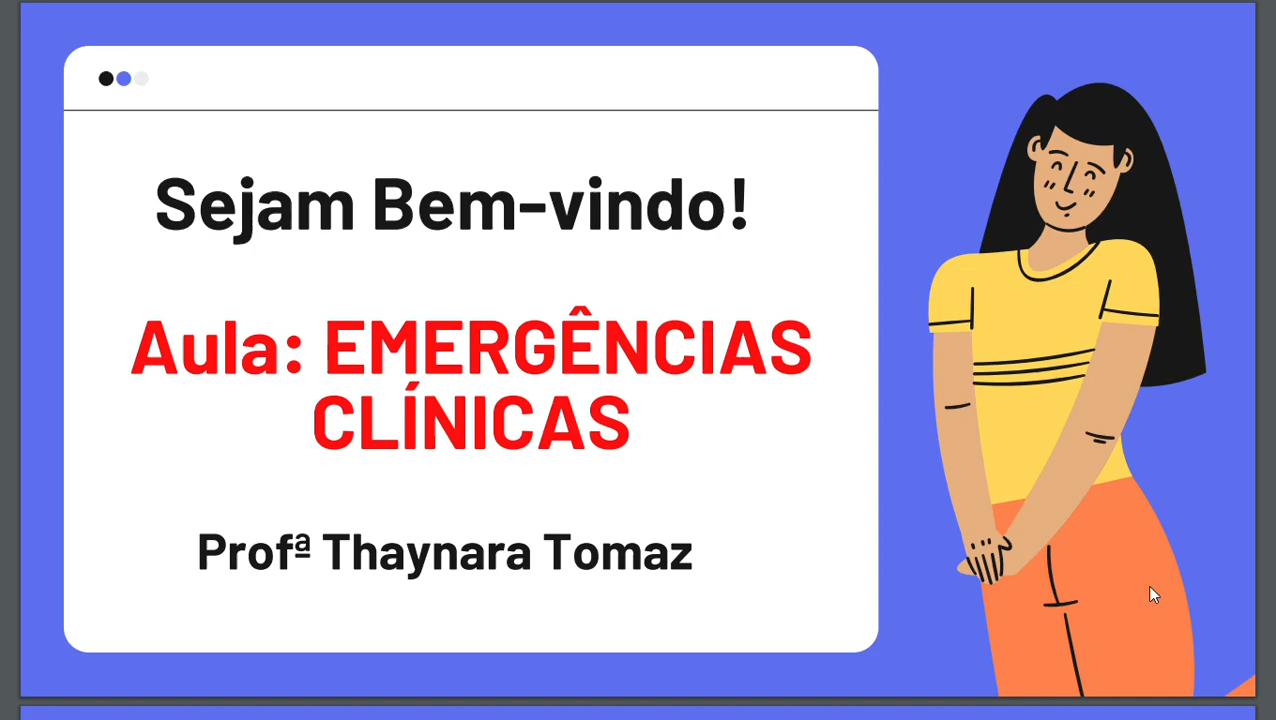 Sejam Bem-vindo!
Aula: EMERGÊNCIAS
CLÍNICAS
Profª Thaynara Tomaz